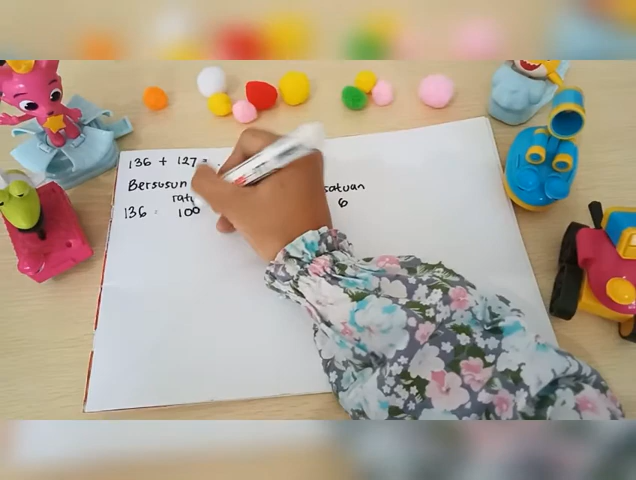 136 + 127 =
Bersusun
satuan
136 = 100 6